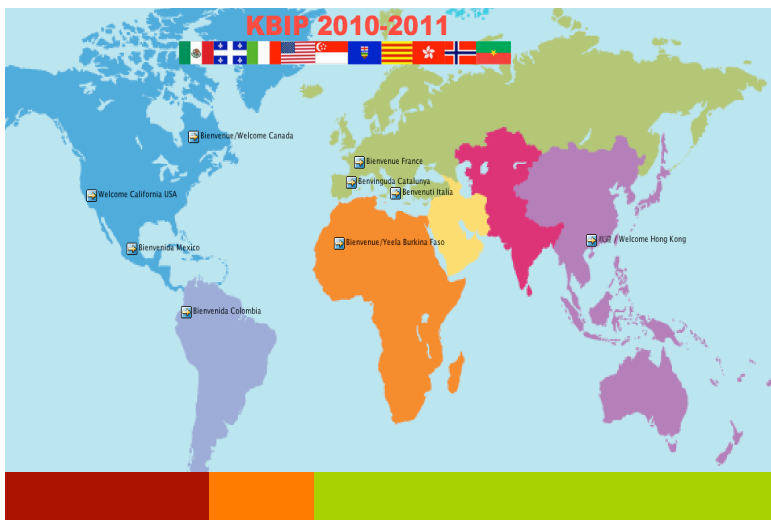 KBIP 2010-2011
Bienvenue/Welcome Canada
Bienvenue France
Benvinguda Catalunya
Benvenuti Italia
Welcome California USA
Bienvenida Mexico
Bienvenue/Yeela Burkina Faso
/ Welcome Hong Kong
Bienvenida Colombia